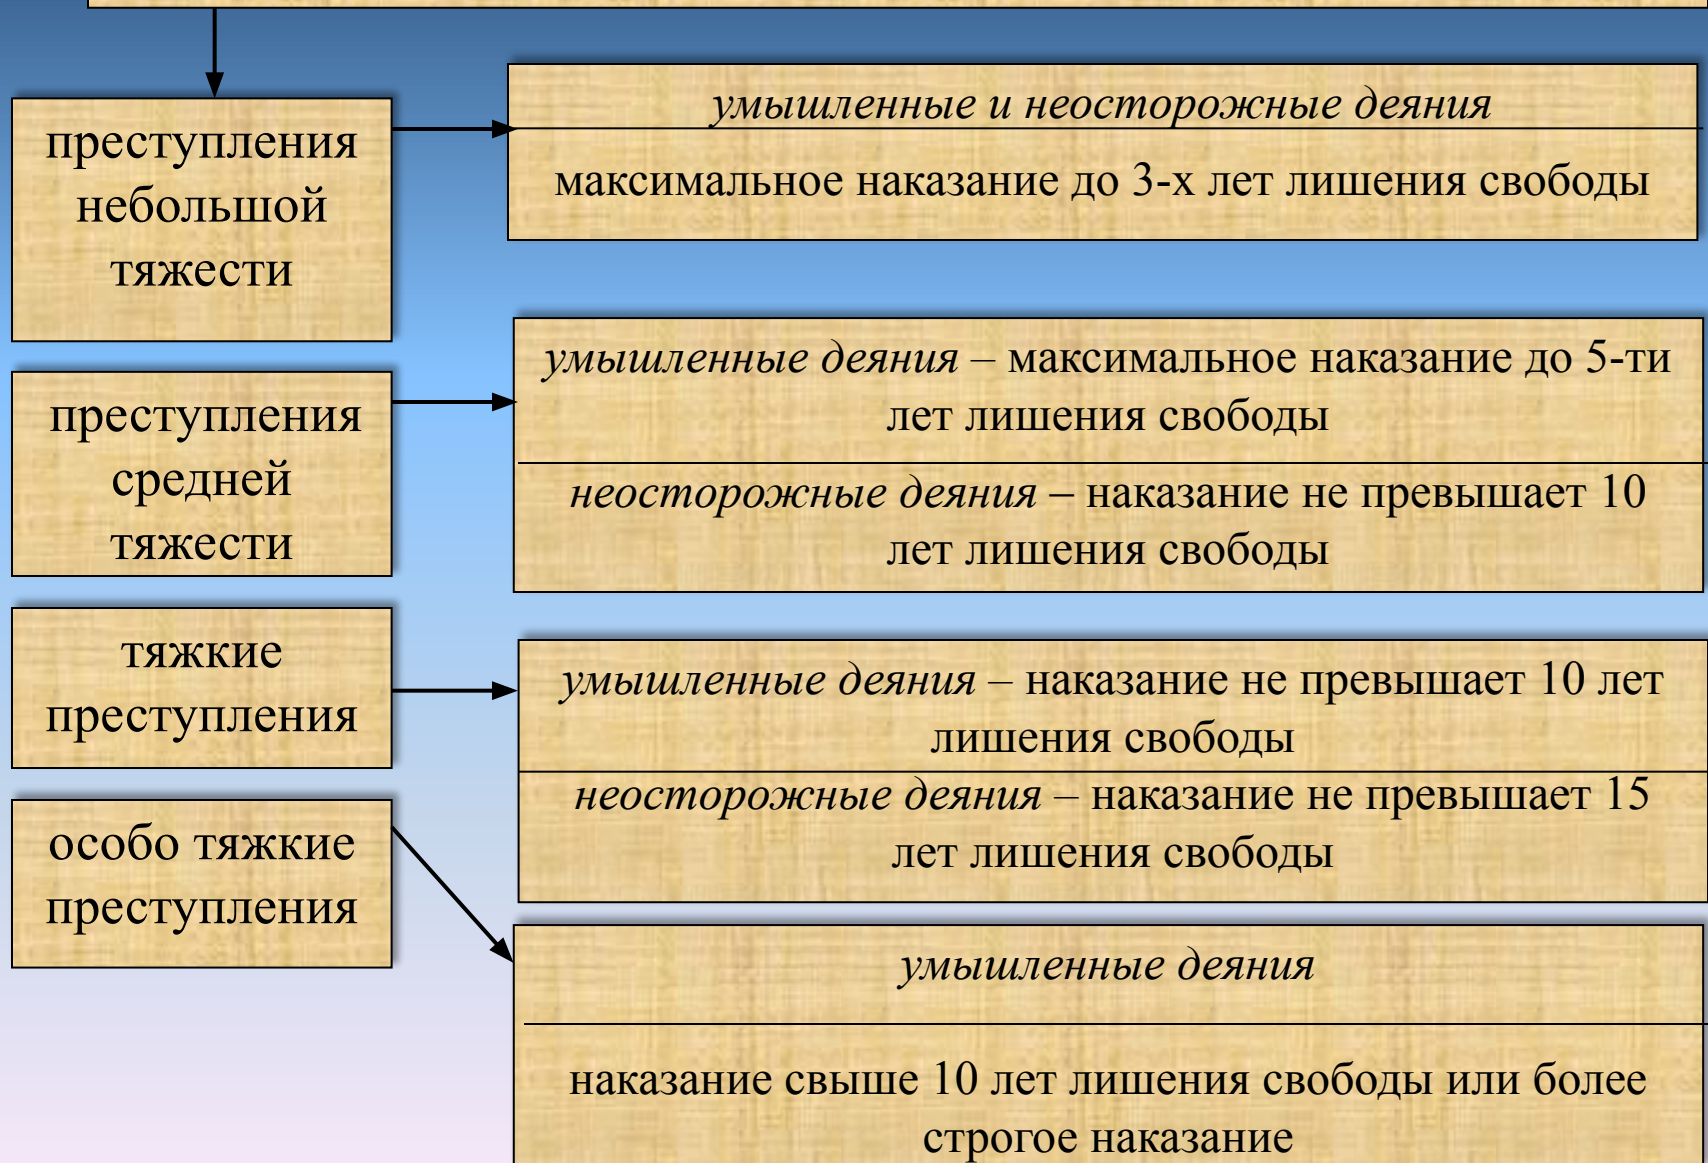 преступления
небольшой
тяжести
умышленные и неосторожные деяния
максимальное наказание до 3-х лет лишения свободы
преступления
средней
тяжести
умышленные деяния – максимальное наказание до 5-ти
лет лишения свободы
неосторожные деяния – наказание не превышает 10
лет лишения свободы
тяжкие
преступления
умышленные деяния – наказание не превышает 10 лет
лишения свободы
неосторожные деяния – наказание не превышает 15
лет лишения свободы
особо тяжкие
преступления
умышленные деяния
наказание свыше 10 лет лишения свободы или более
строгое наказание